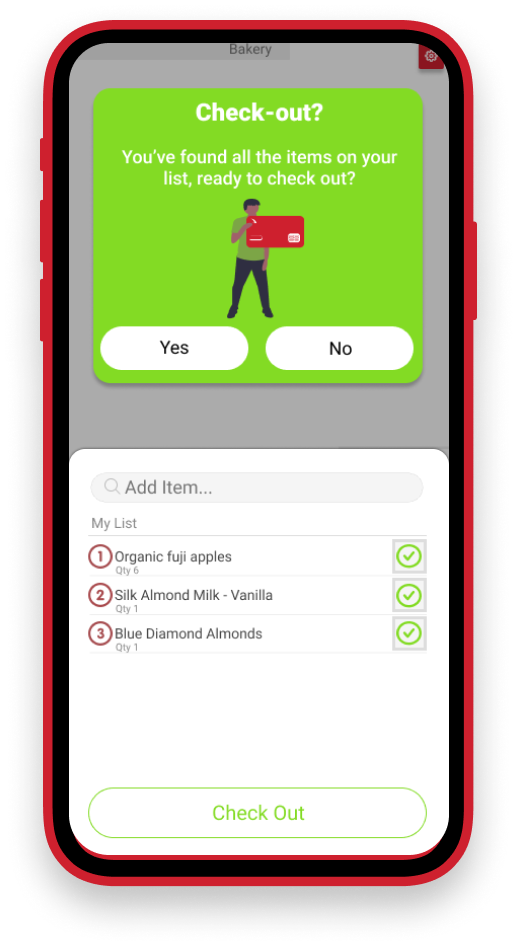 Bakery
Check-out?
You’ve found all the items on your
list, ready to check out?
Yes
No
Add Item...
My List
1 Organic fuji apples
Qty 6
2 Silk Almond Milk - Vanilla
Qty 1
3 Blue Diamond Almonds
Qty 1
Check Out